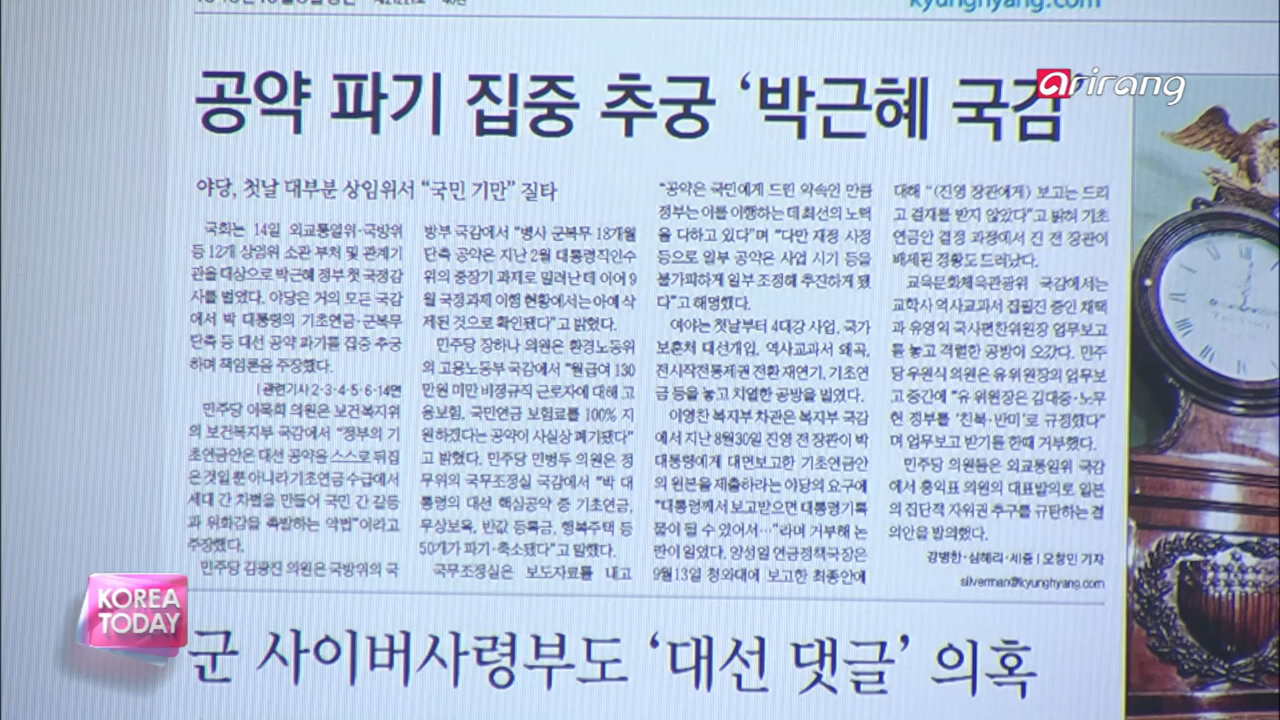 kyunghyang.com
arirang
공약 파기 집중 추궁 ‘박근혜 국감’
야당, 첫날 대부분 상임위서 “국민 기만” 질타
국회는 14일 외교통일위·국방위
등 12개 상임위 소관 부처 및 관계기
관을 대상으로 박근혜 정부 첫 국정감
사를 벌였다. 야당은 거의 모든 국감
에서 박 대통령의 기초연금·군복무
단축 등 대선 공약 파기를 집중 추궁
하며 책임론을 주장했다.
|관련기사 2·3·4·5·6·14면
민주당 이목희 의원은 보건복지위
의 보건복지부 국감에서 “정부의 기
초연금안은 대선 공약을 스스로 뒤집
은 것일 뿐 아니라 기초연금 수급에서
세대 간 차별을 만들어 국민 간 갈등
과 위화감을 촉발하는 악법”이라고
주장했다.
민주당 김광진 의원은 국방위의 국
방부 국감에서 “병사 군복무 18개월
단축 공약은 지난 2월 대통령직인수
위의 중장기 과제로 밀려난 데 이어 9
월 국정과제 이행 현황에서는 아예 삭
제된 것으로 확인됐다”고 밝혔다.
민주당 장하나 의원은 환경노동위
의 고용노동부 국감에서 “월급여 130
만원 미만 비정규직 근로자에 대해 고
용보험, 국민연금 보험료를 100% 지
원하겠다는 공약이 사실상 폐기됐다”
고 밝혔다. 민주당 민병두 의원은 정
무위의 국무조정실 국감에서 “박 대
통령의 대선 핵심공약 중 기초연금,
무상보육, 반값 등록금, 행복주택 등
50개가 파기·축소됐다”고 말했다.
국무조정실은 보도자료를 내고
“공약은 국민에게 드린 약속인 만큼
정부는 이를 이행하는 데 최선의 노력
을 다하고 있다”며 “다만 재정 사정
등으로 일부 공약은 사업 시기 등을
불가피하게 일부 조정해 추진하게 됐
다”고 해명했다.
여야는 첫날부터 4대강 사업, 국가
보훈처 대선개입, 역사교과서 왜곡,
전시작전통제권 전환 재연기, 기초연
금 등을 놓고 치열한 공방을 벌였다.
이영찬 복지부 차관은 복지부 국감
에서 지난 8월30일 진영 전 장관이 박
대통령에게 대면보고한 기초연금안
의 원본을 제출하라는 야당의 요구에
“대통령께서 보고받으면 대통령기록
물이 될 수 있어서…”라며 거부해 논
란이 일었다. 양성일 연금정책국장은
9월13일 청와대에 보고한 최종안에
대해 “(진영 장관에게) 보고는 드리
고 결재를 받지 않았다”고 밝혀 기초
연금안 결정 과정에서 진 전 장관이
배제된 정황도 드러났다.
교육문화체육관광위 국감에서는
교학사 역사교과서 집필진 증인 채택
과 유영익 국사편찬위원장 업무보고
를 놓고 격렬한 공방이 오갔다. 민주
당 우원식 의원은 유 위원장의 업무보
고 중간에 “유 위원장은 김대중·노무
현 정부를 ‘친북·반미’로 규정했다”
며 업무보고 받기를 한때 거부했다.
민주당 의원들은 외교통일위 국감
에서 홍익표 의원의 대표발의로 일본
의 집단적 자위권 추구를 규탄하는 결
의안을 발의했다.
강병한·심혜리·세종 | 오창민 기자
silverman@kyunghyang.com
KOREA
TODAY
군 사이버사령부도 ‘대선 댓글’ 의혹